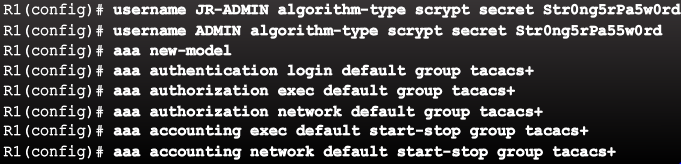 R1(config)# username JR-ADMIN algorithm-type scrypt secret Str0ng5rPa5w0rd
R1(config)# username ADMIN algorithm-type scrypt secret Str0ng5rPa55w0rd
R1(config)# aaa new-model
R1(config)# aaa authentication login default group tacacs+
R1(config)# aaa authorization exec default group tacacs+
R1(config)# aaa authorization network default group tacacs+
R1(config)# aaa accounting exec default start-stop group tacacs+
R1(config)# aaa accounting network default start-stop group tacacs+